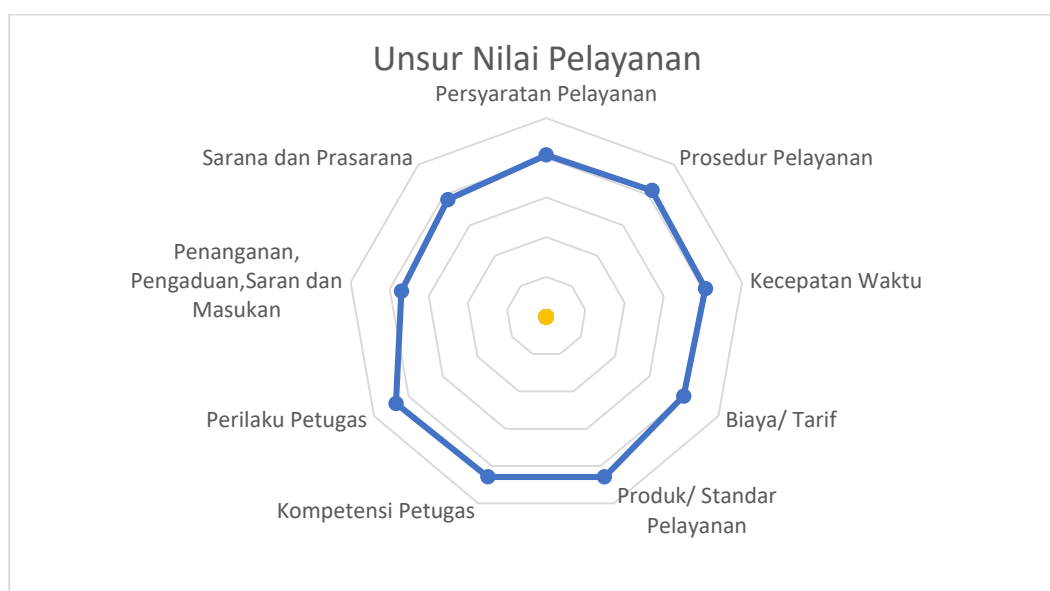 Unsur Nilai Pelayanan
Persyaratan Pelayanan
Prosedur Pelayanan
Kecepatan Waktu
Biaya/ Tarif
Produk/ Standar
Pelayanan
Kompetensi Petugas
Perilaku Petugas
Penanganan,
Pengaduan,Saran dan
Masukan
Sarana dan Prasarana